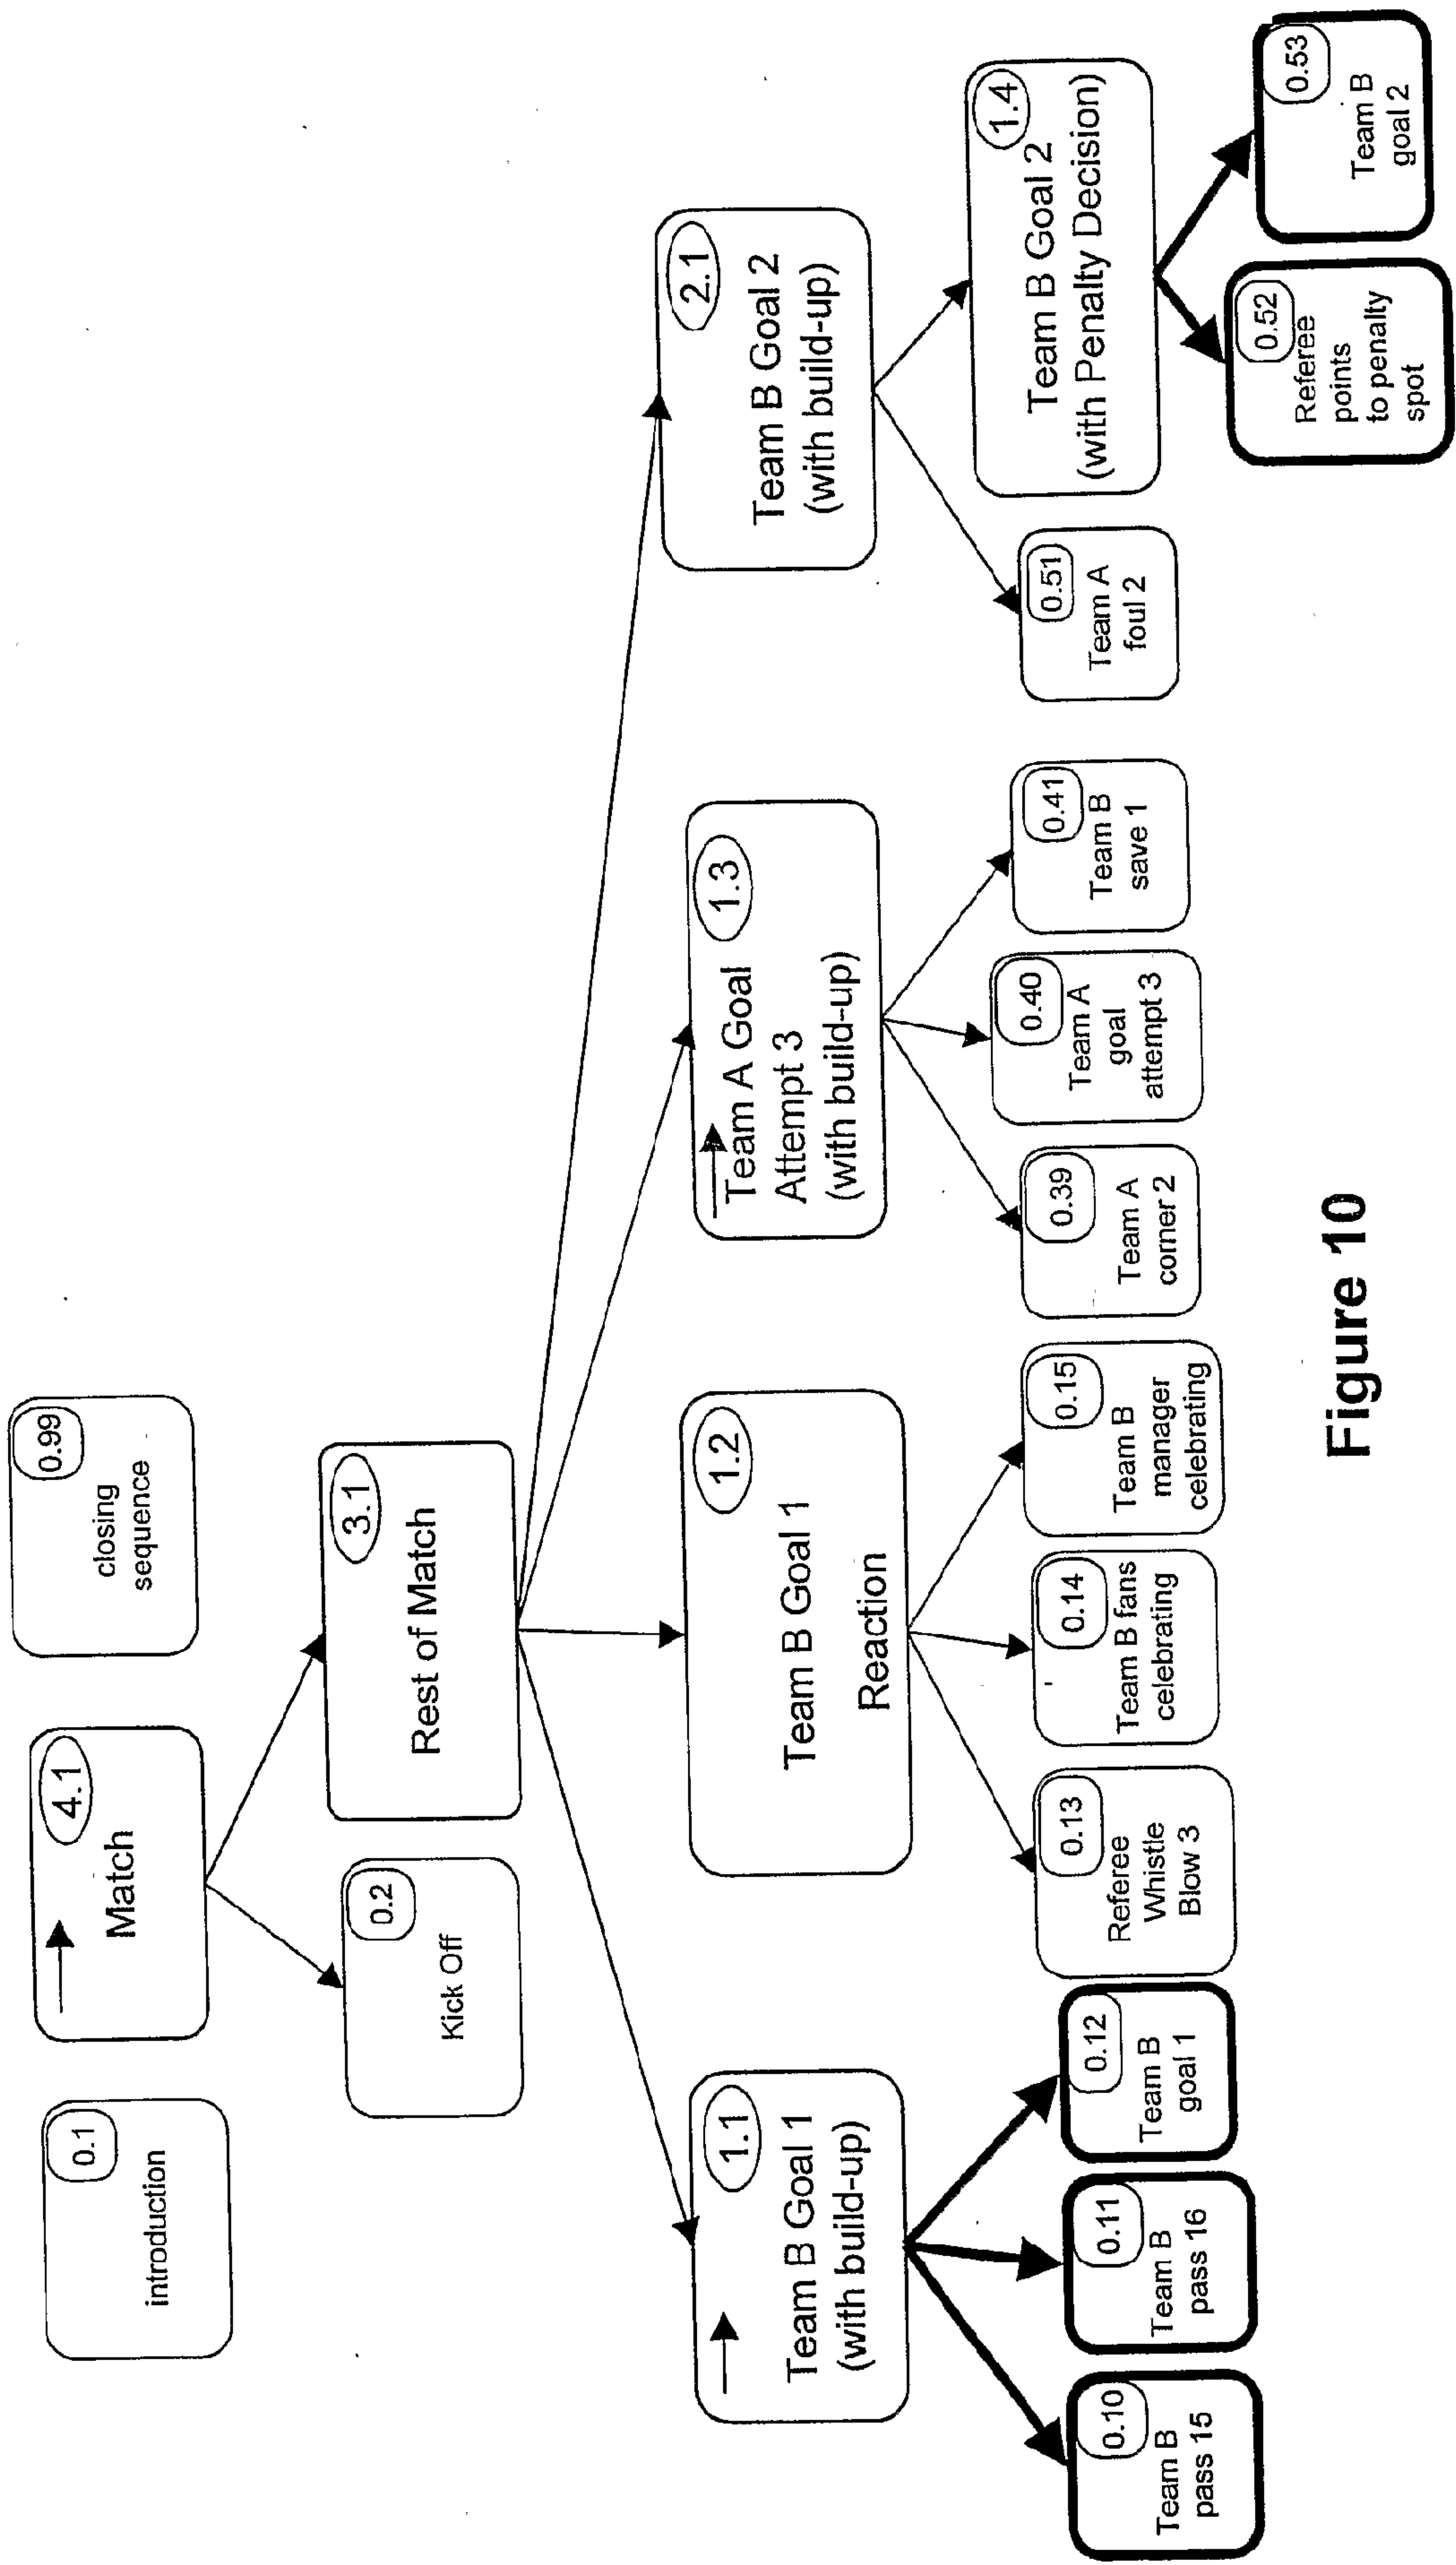 0.1
introduction
4.1
Match
0.99
closing
sequence
0.2
Kick Off
3.1
Rest of Match
1.1
Team B Goal 1
(with build-up)
1.2
Team B Goal 1
Reaction
1.3
Team A Goal
Attempt 3
(with build-up)
2.1
Team B Goal 2
(with build-up)
0.10
Team B
pass 15
0.11
Team B
pass 16
0.12
Team B
goal 1
0.13
Referee
Whistle
Blow 3
0.14
Team B fans
celebrating
0.15
Team B
manager
celebrating
0.39
Team A
corner 2
0.40
Team A
goal
attempt 3
0.41
Team B
save 1
0.51
Team A
foul 2
1.4
Team B Goal 2
(with Penalty Decision)
0.52
Referee
points
to penalty
spot
0.53
Team B
goal 2
Figure 10